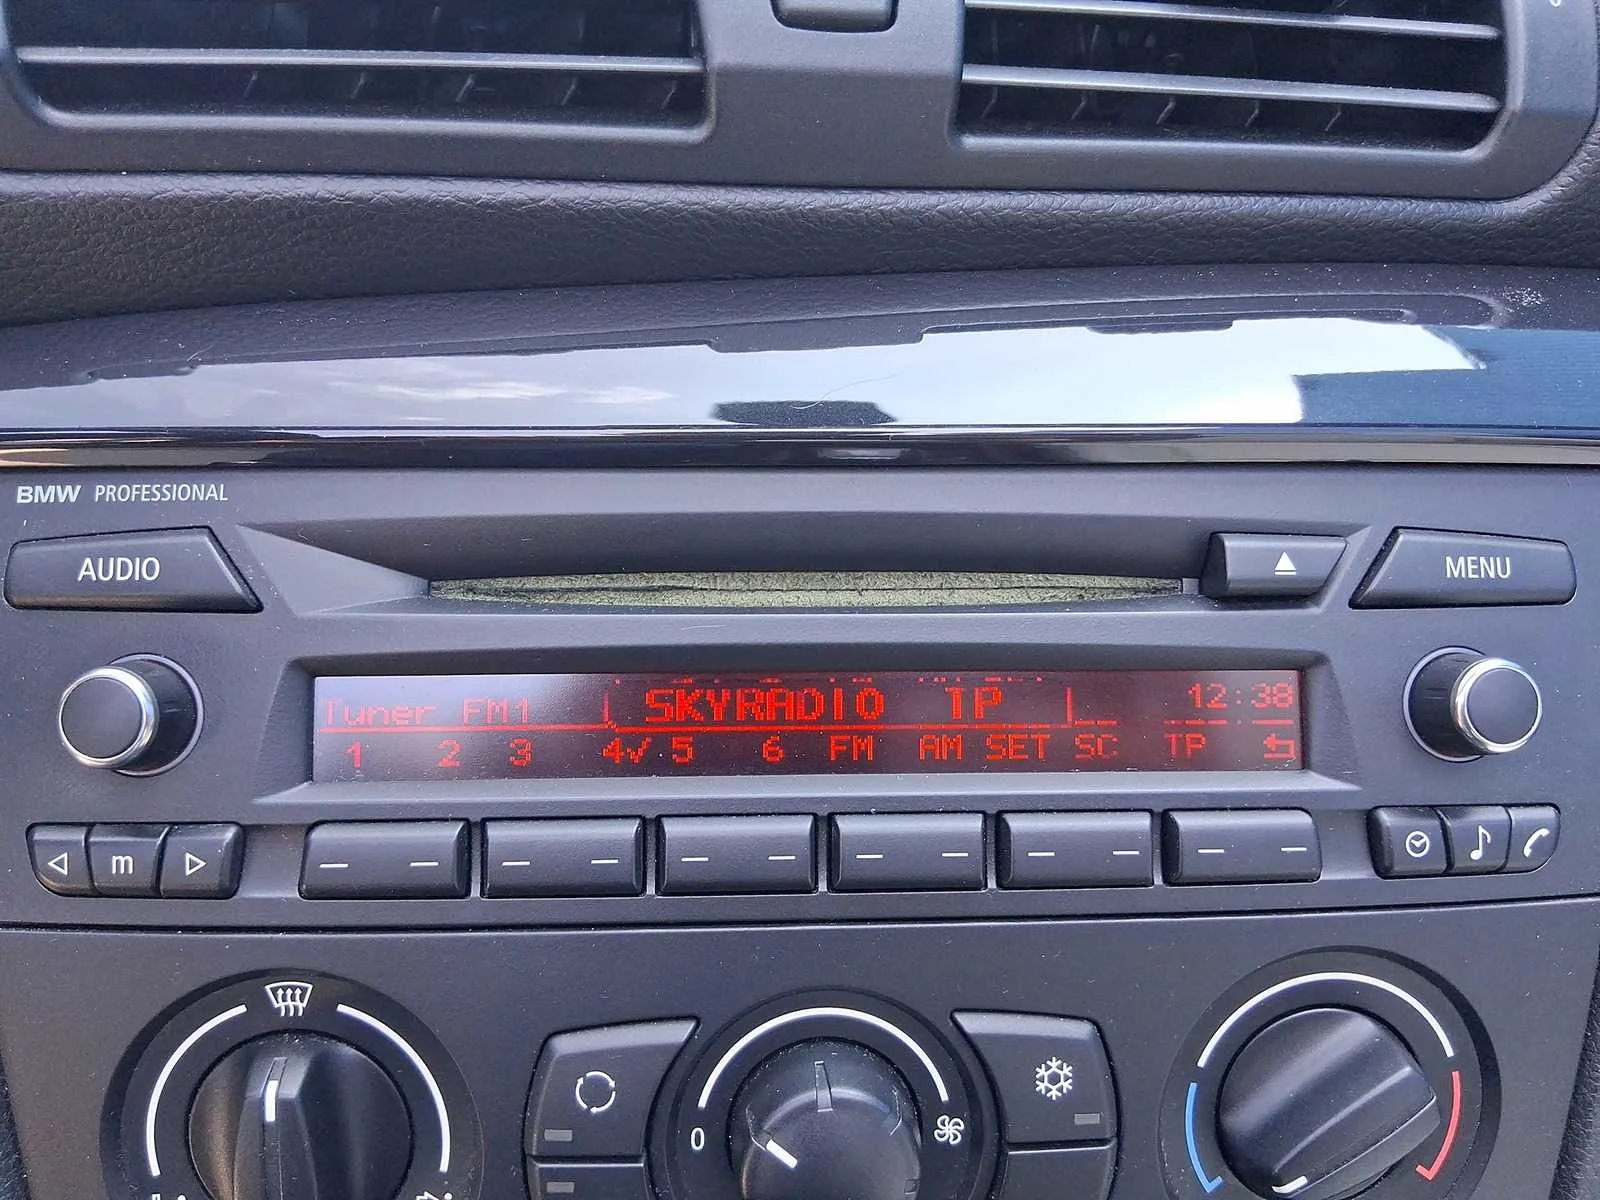 BMW PROFESSIONAL
AUDIO
MENU
Tuner FM1 SKYRADIO TP 12:38
1 2 3 4✓ 5 6 FM AM SET SC TP
m
0